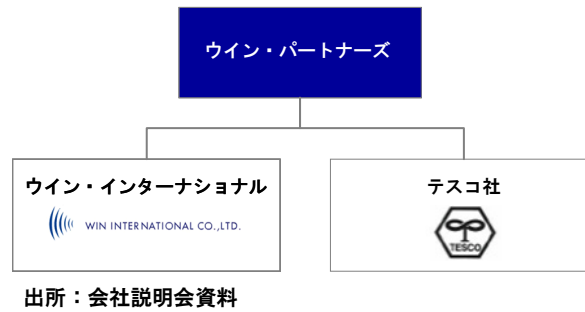 ウイン・パートナーズ
ウイン・インターナショナル
WIN INTERNATIONAL CO.,LTD.
テスコ社
TESCO
出所：会社説明会資料